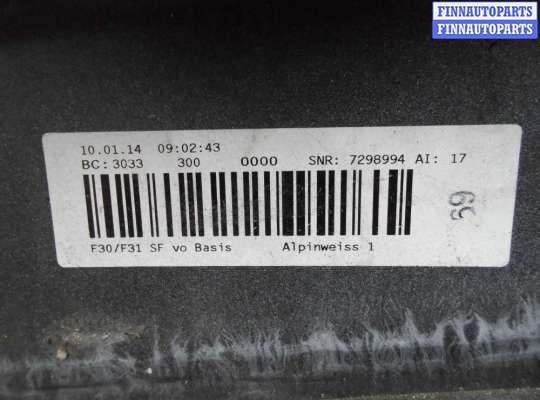 FINNAUTOPARTS
FINNAUTOPARTS
10.01.14 09:02:43
BC: 3033 300 0000 SNR: 7298994 AI: 17
F30/F31 SF vo Basis Alpinweiss 1
69